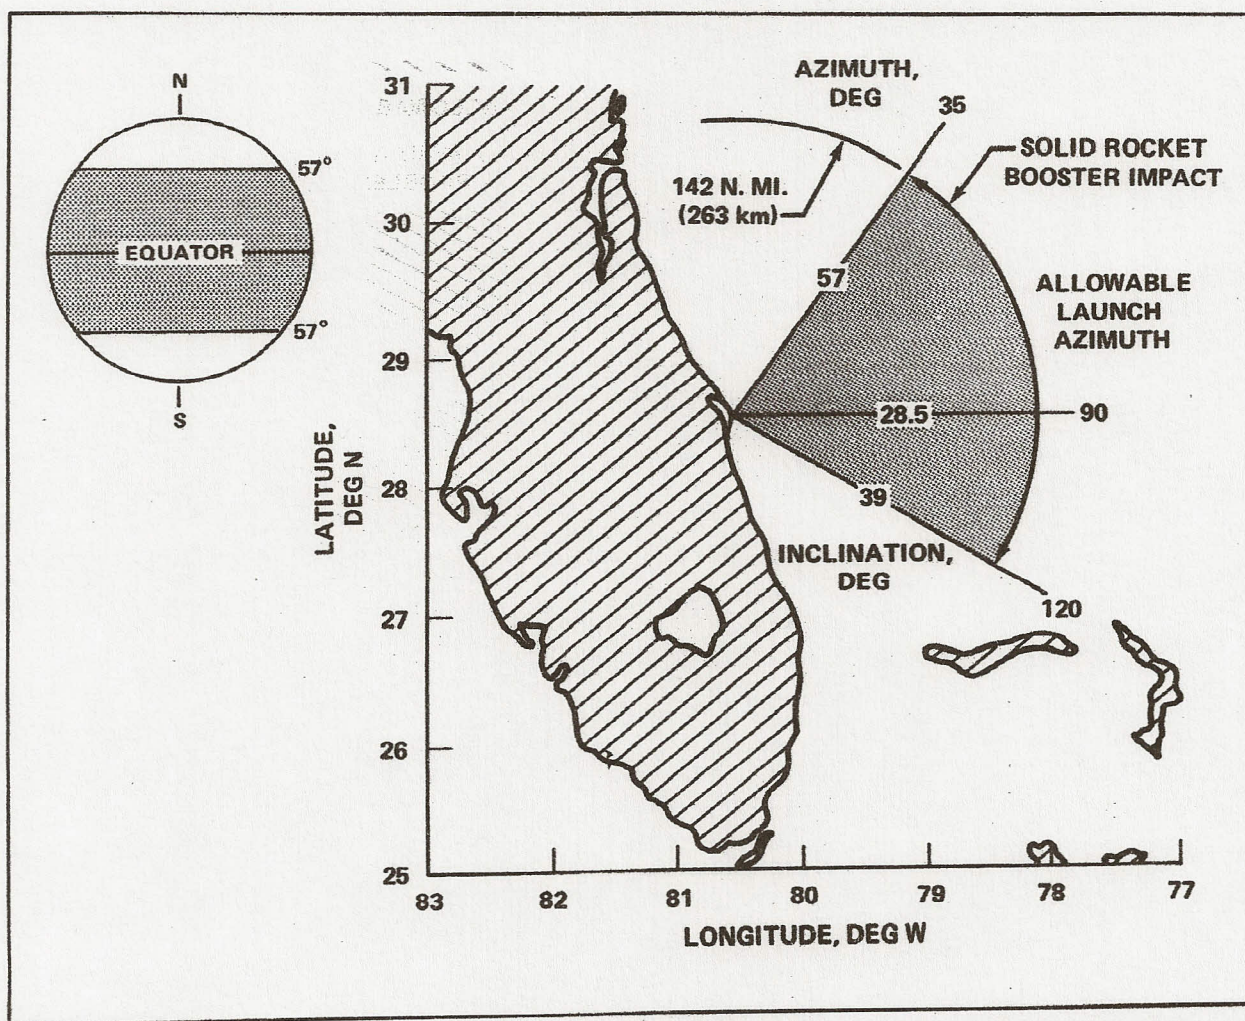 N
57°
EQUATOR
57°
S
AZIMUTH,
DEG
35
SOLID ROCKET
BOOSTER IMPACT
142 N. MI.
(263 km)
57
ALLOWABLE
LAUNCH
AZIMUTH
28.5
90
39
INCLINATION,
DEG
120
LATITUDE,
DEG N
31
30
29
28
27
26
25
83
82
81
80
79
78
77
LONGITUDE, DEG W